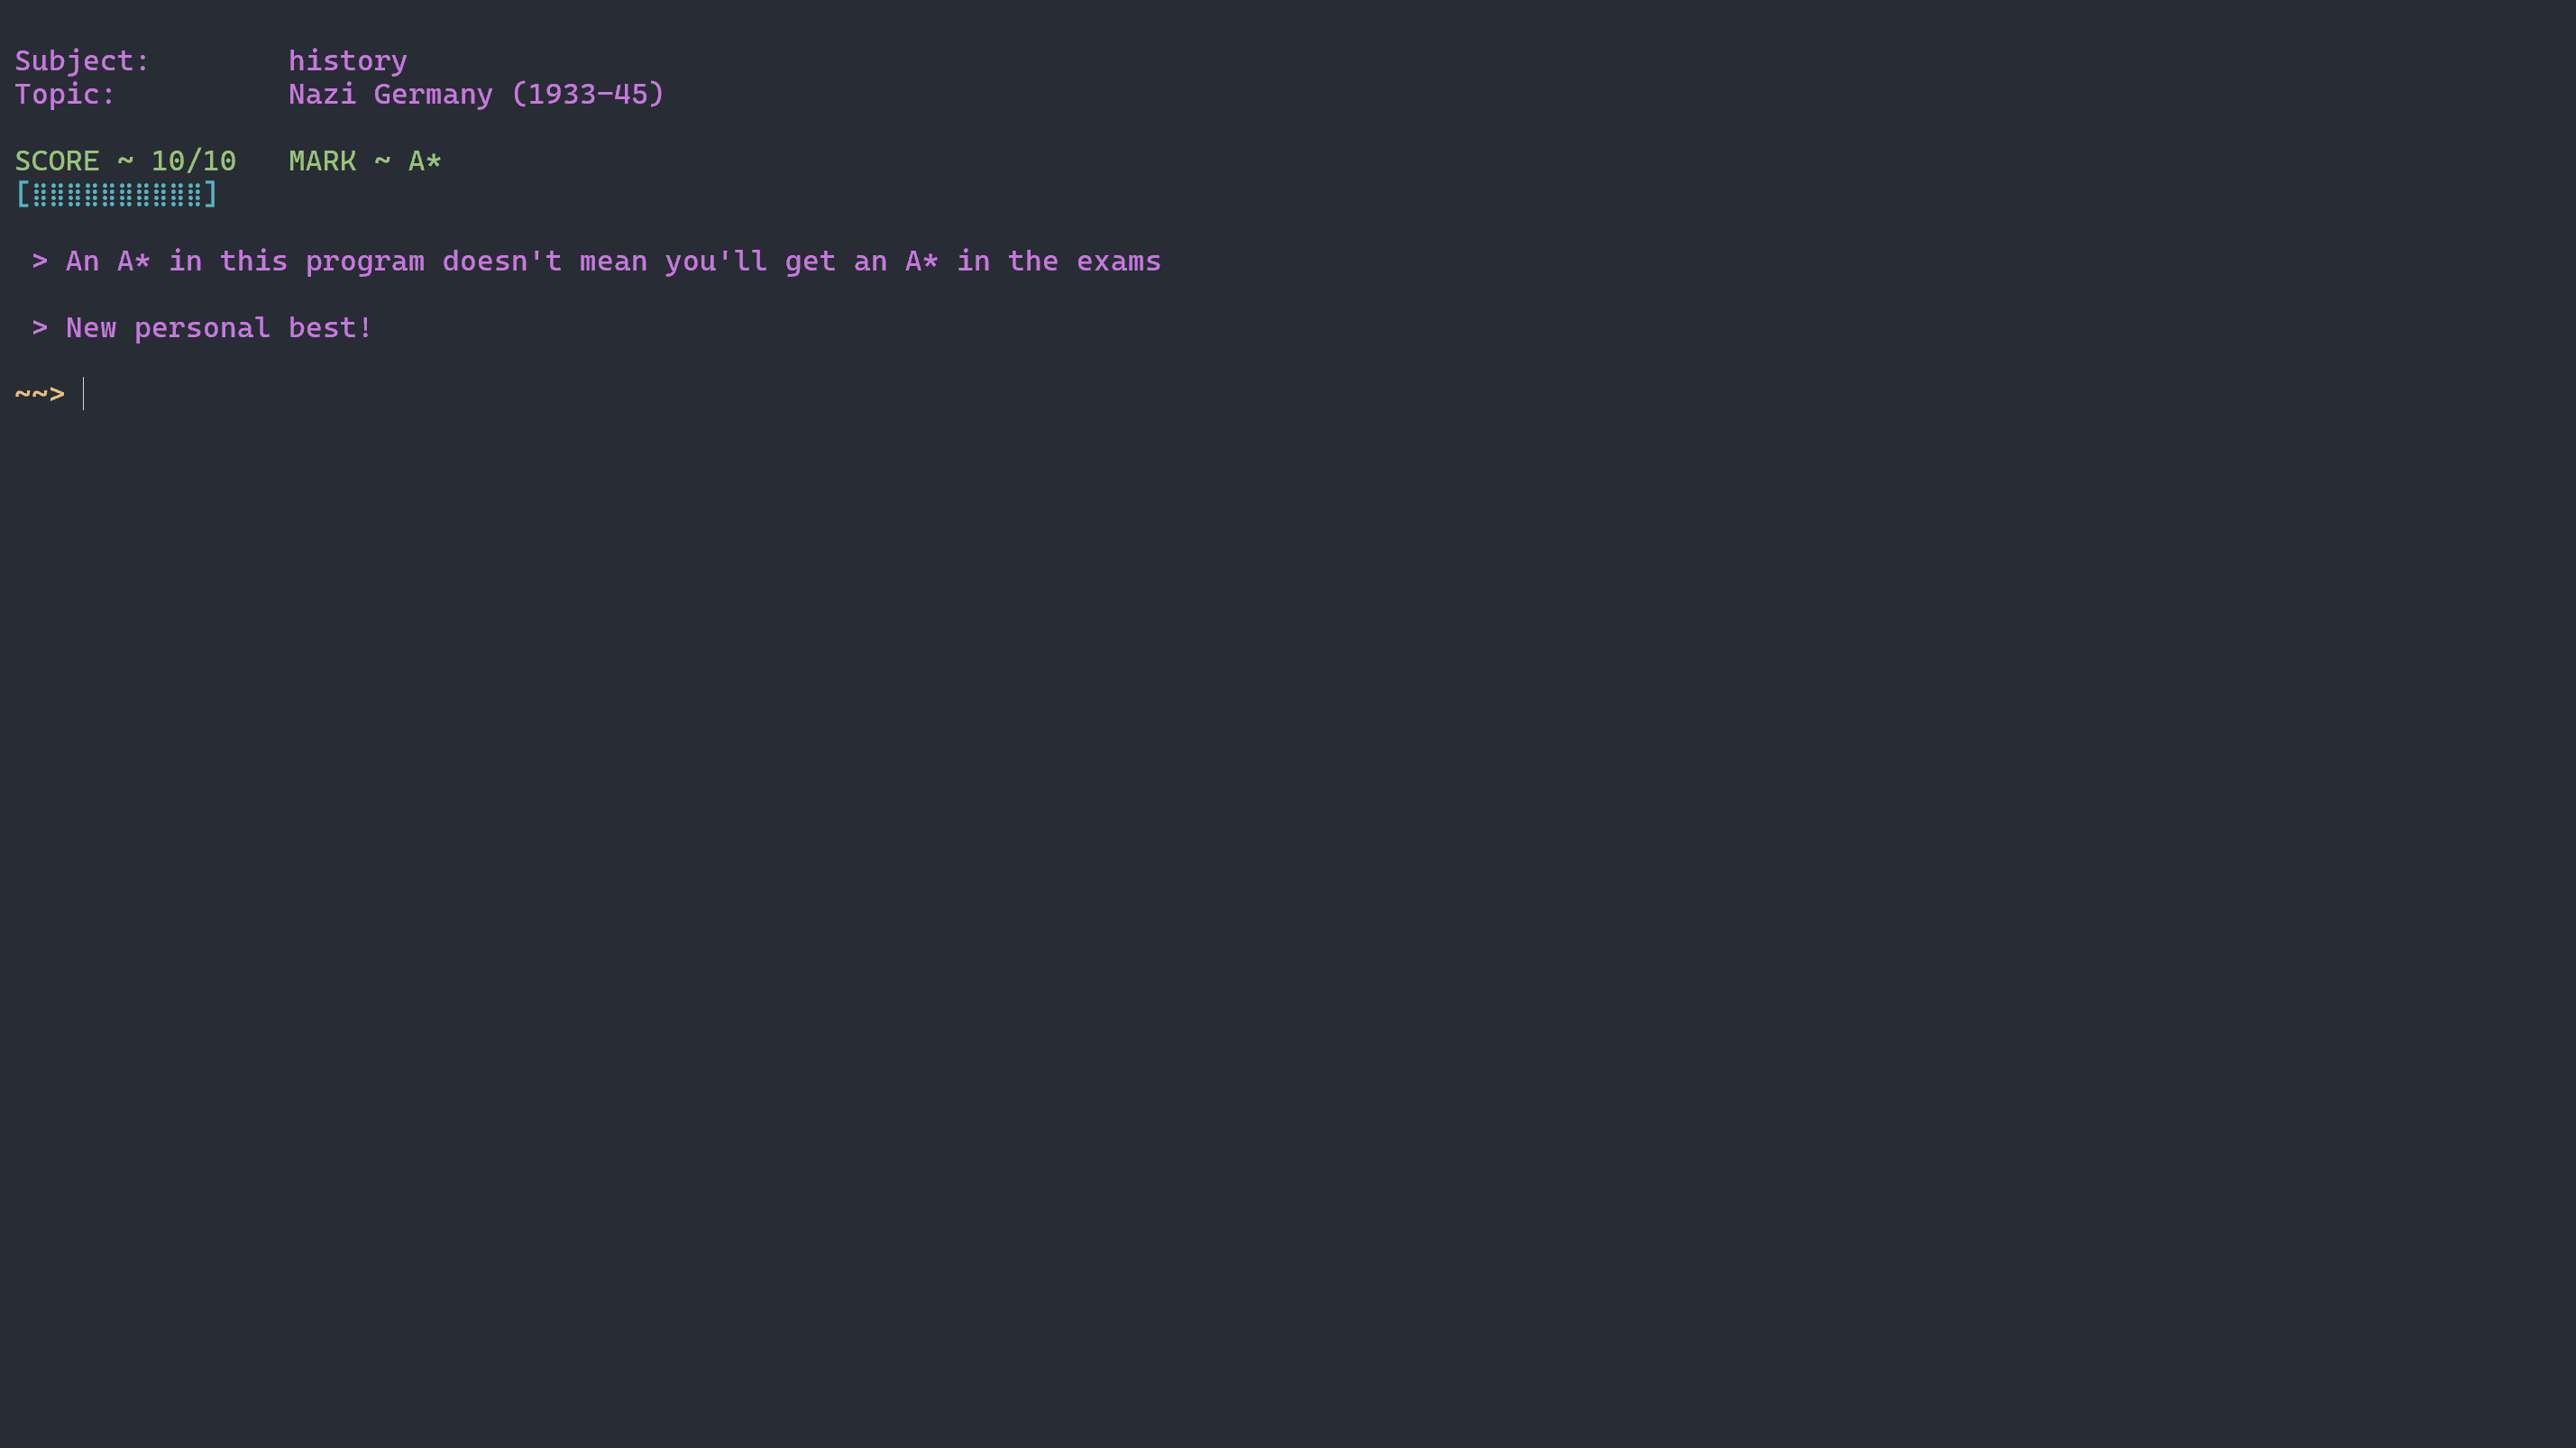 Subject:        history
Topic:          Nazi Germany (1933-45)
SCORE ~ 10/10   MARK ~ A*
[⣿⣿⣿⣿⣿⣿⣿⣿⣿⣿]
> An A* in this program doesn't mean you'll get an A* in the exams
> New personal best!
~~>